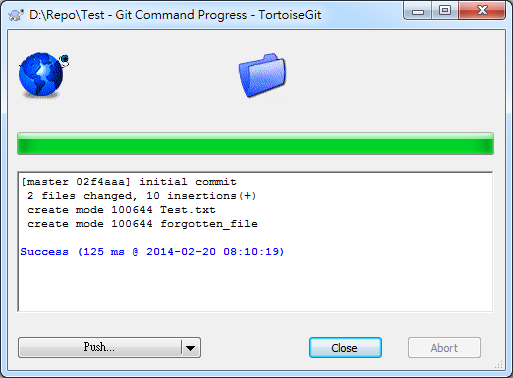 D:\Repo\Test - Git Command Progress - TortoiseGit
[master 02f4aaa] initial commit
 2 files changed, 10 insertions(+)
 create mode 100644 Test.txt
 create mode 100644 forgotten_file

Success (125 ms @ 2014-02-20 08:10:19)
Push...
Close
Abort